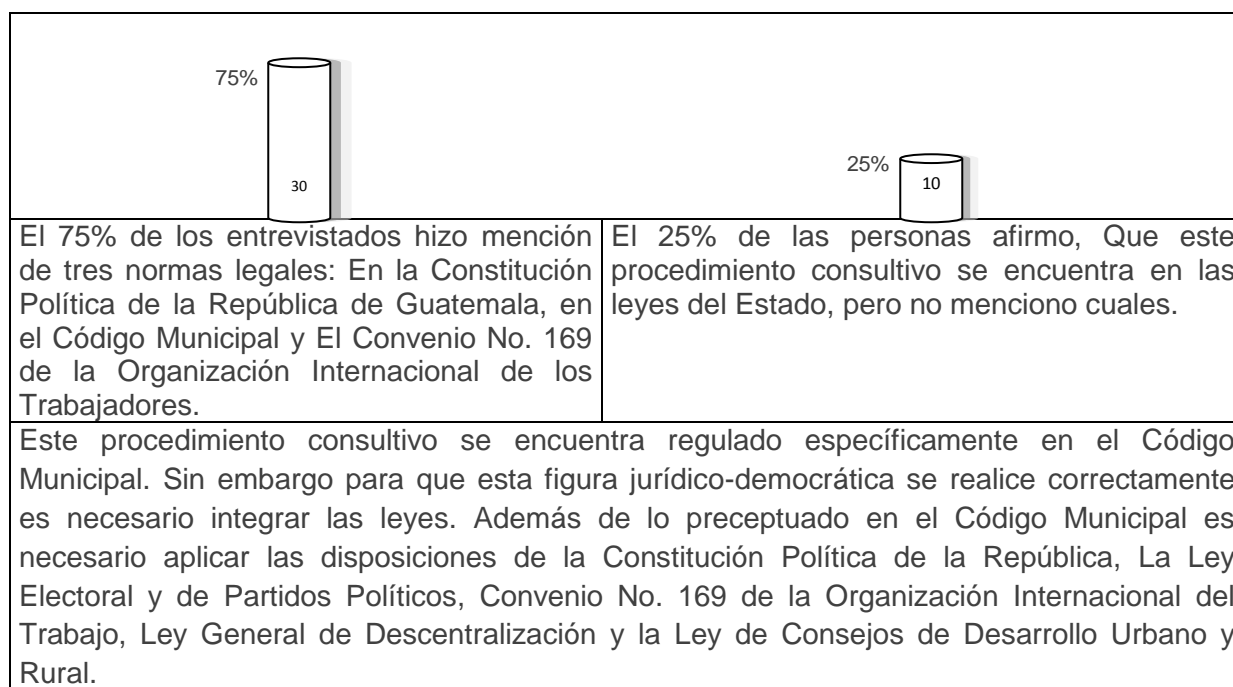 75%
30
25%
10
El 75% de los entrevistados hizo mención
de tres normas legales: En la Constitución
Política de la República de Guatemala, en
el Código Municipal y El Convenio No. 169
de la Organización Internacional de los
Trabajadores.
El 25% de las personas afirmo, Que este
procedimiento consultivo se encuentra en las
leyes del Estado, pero no menciono cuales.
Este procedimiento consultivo se encuentra regulado específicamente en el Código
Municipal. Sin embargo para que esta figura jurídico-democrática se realice correctamente
es necesario integrar las leyes. Además de lo preceptuado en el Código Municipal es
necesario aplicar las disposiciones de la Constitución Política de la República, La Ley
Electoral y de Partidos Políticos, Convenio No. 169 de la Organización Internacional del
Trabajo, Ley General de Descentralización y la Ley de Consejos de Desarrollo Urbano y
Rural.